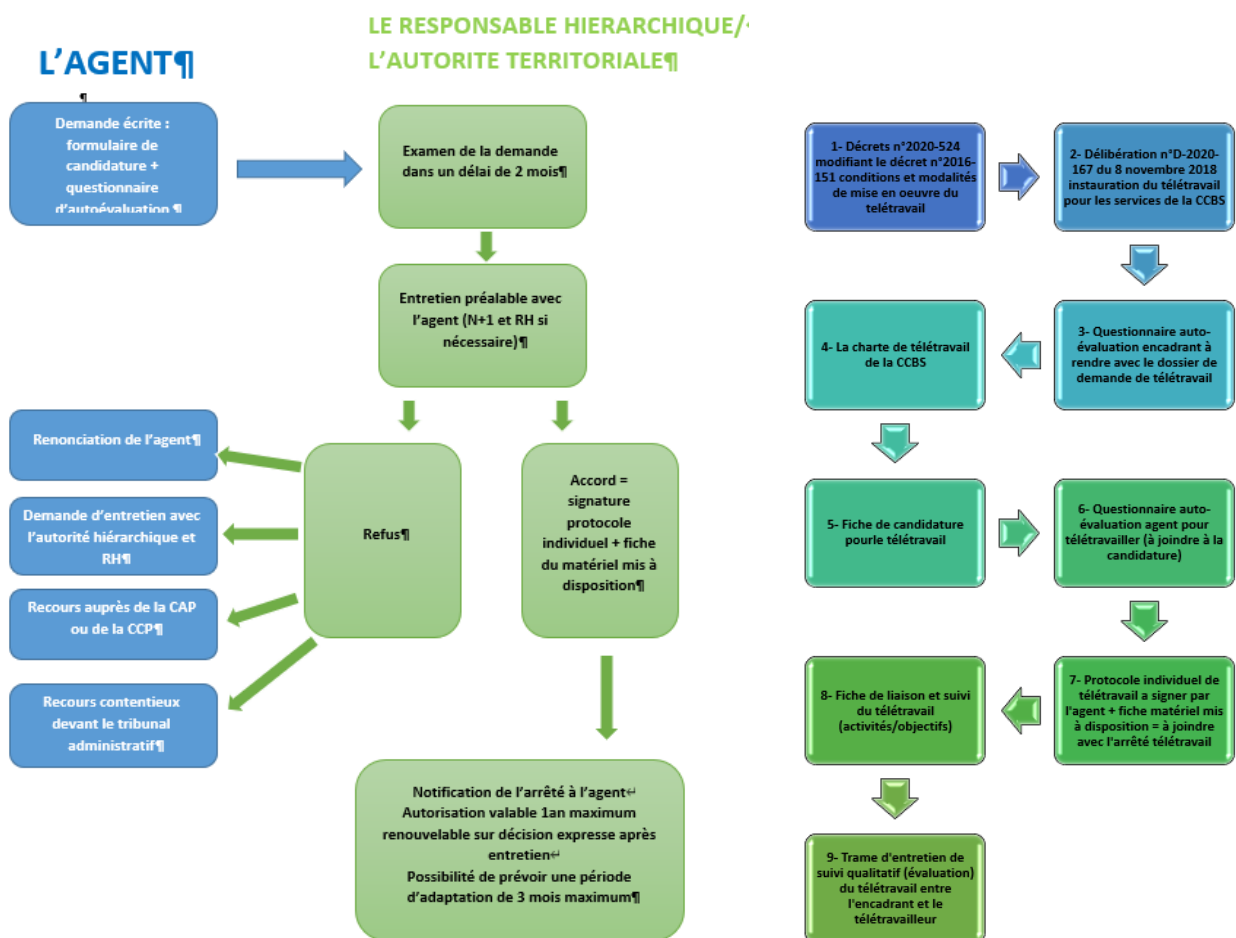 LE RESPONSABLE HIERARCHIQUE/
L'AUTORITE TERRITORIALE¶
L'AGENT¶
¶
Demande écrite :
formulaire de
candidature +
questionnaire
d'autoévaluation ¶
Examen de la demande
dans un délai de 2 mois¶
Entretien préalable avec
l'agent (N+1 et RH si
nécessaire)¶
Renonciation de l'agent¶
Demande d'entretien avec
l'autorité hiérarchique et
RH¶
Recours auprès de la CAP
ou de la CCP¶
Recours contentieux
devant le tribunal
administratif¶
Refus¶
Accord =
signature
protocole
individuel + fiche
du matériel mis à
disposition¶
Notification de l'arrêté à l'agent↵
Autorisation valable 1an maximum
renouvelable sur décision expresse après
entretien↵
Possibilité de prévoir une période
d'adaptation de 3 mois maximum¶
1- Décrets n°2020-524
modifiant le décret n°2016-
151 conditions et modalités
de mise en oeuvre du
telétravail
2- Délibération n°D-2020-
167 du 8 novembre 2018
instauration du télétravail
pour les services de la CCBS
3- Questionnaire auto-
évaluation encadrant à
rendre avec le dossier de
demande de télétravail
4- La charte de télétravail
de la CCBS
5- Fiche de candidature
pourle télétravail
6- Questionnaire auto-
évaluation agent pour
télétravailler (à joindre à la
candidature)
7- Protocole individuel de
télétravail a signer par
l'agent + fiche matériel mis
à disposition = à joindre
avec l'arrêté télétravail
8- Fiche de liaison et suivi
du télétravail
(activités/objectifs)
9- Trame d'entretien de
suivi qualitatif (évaluation)
du télétravail entre
l'encadrant et le
télétravailleur